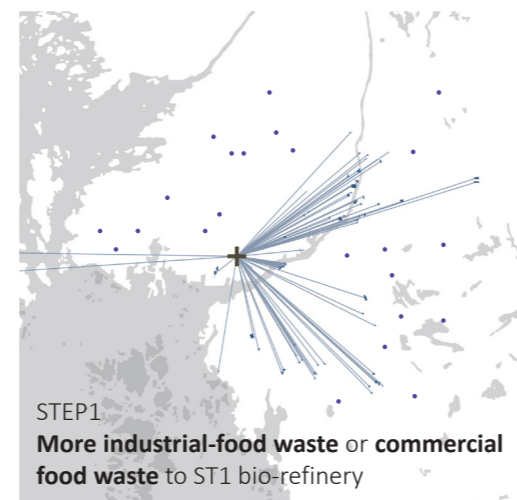 STEP1
More industrial-food waste or commercial
food waste to ST1 bio-refinery